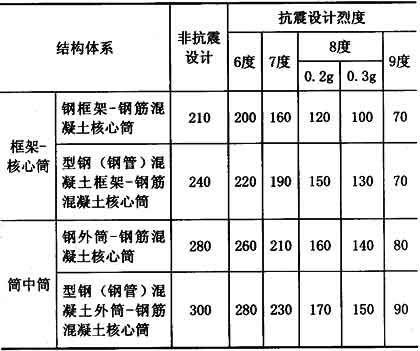 结构体系 非抗震设计 抗震设计烈度
6度 7度 8度 9度
0.2g 0.3g
框架-核心筒 钢框架-钢筋混凝土核心筒 210 200 160 120 100 70
型钢（钢管）混凝土框架-钢筋混凝土核心筒 240 220 190 150 130 70
筒中筒 钢外筒-钢筋混凝土核心筒 280 260 210 160 140 80
型钢（钢管）混凝土外筒-钢筋混凝土核心筒 300 280 230 170 150 90